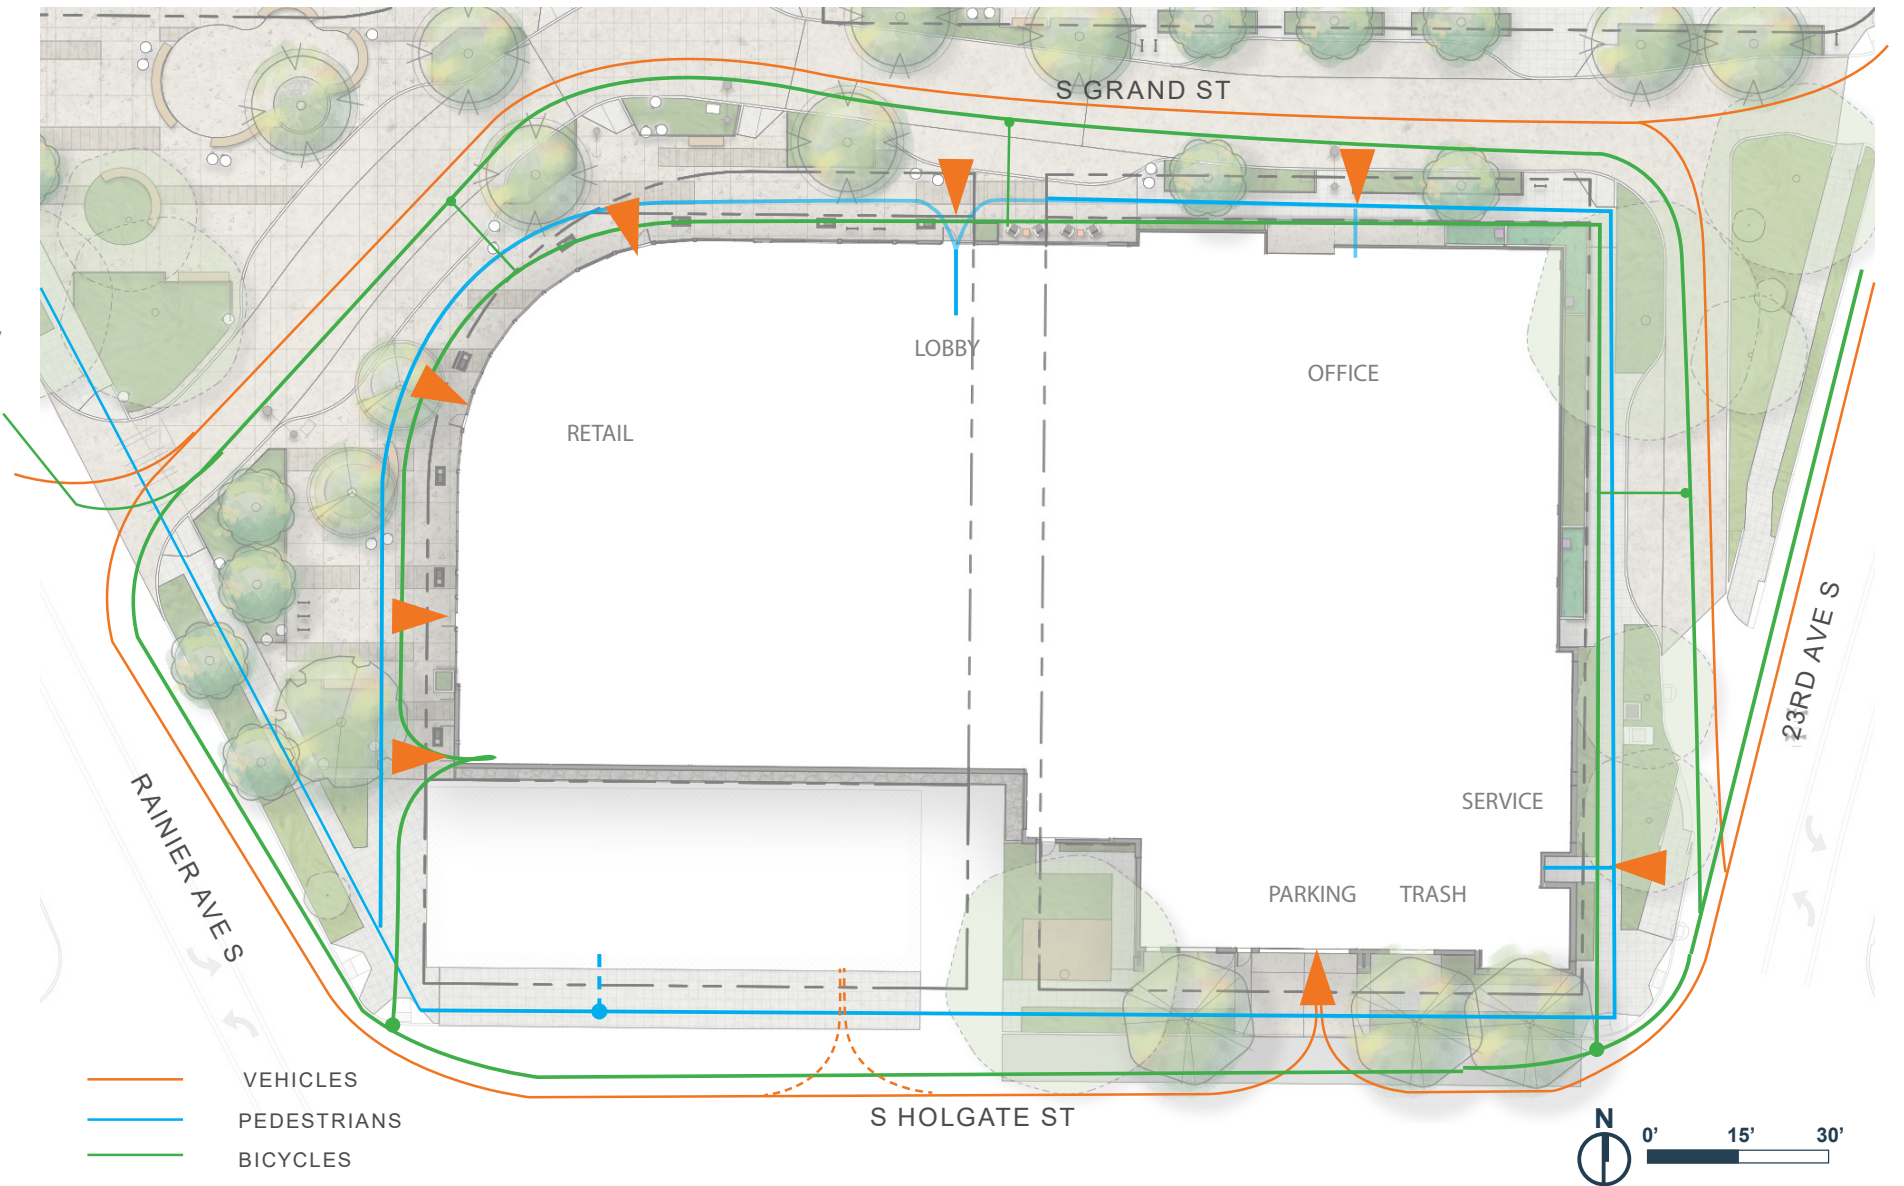 S GRAND ST
LOBBY
OFFICE
RETAIL
23RD AVE S
SERVICE
RAINIER AVE S
PARKING
TRASH
VEHICLES
PEDESTRIANS
BICYCLES
S HOLGATE ST
N
0’
15’
30’